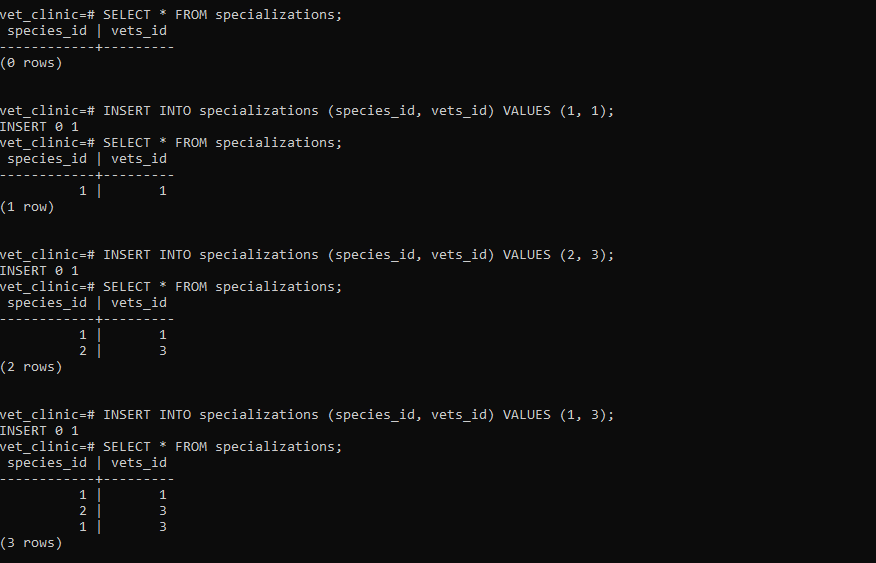 vet_clinic=# SELECT * FROM specializations;
 species_id | vets_id
------------+---------
(0 rows)
vet_clinic=# INSERT INTO specializations (species_id, vets_id) VALUES (1, 1);
INSERT 0 1
vet_clinic=# SELECT * FROM specializations;
 species_id | vets_id
------------+---------
          1 |       1
(1 row)
vet_clinic=# INSERT INTO specializations (species_id, vets_id) VALUES (2, 3);
INSERT 0 1
vet_clinic=# SELECT * FROM specializations;
 species_id | vets_id
------------+---------
          1 |       1
          2 |       3
(2 rows)
vet_clinic=# INSERT INTO specializations (species_id, vets_id) VALUES (1, 3);
INSERT 0 1
vet_clinic=# SELECT * FROM specializations;
 species_id | vets_id
------------+---------
          1 |       1
          2 |       3
          1 |       3
(3 rows)